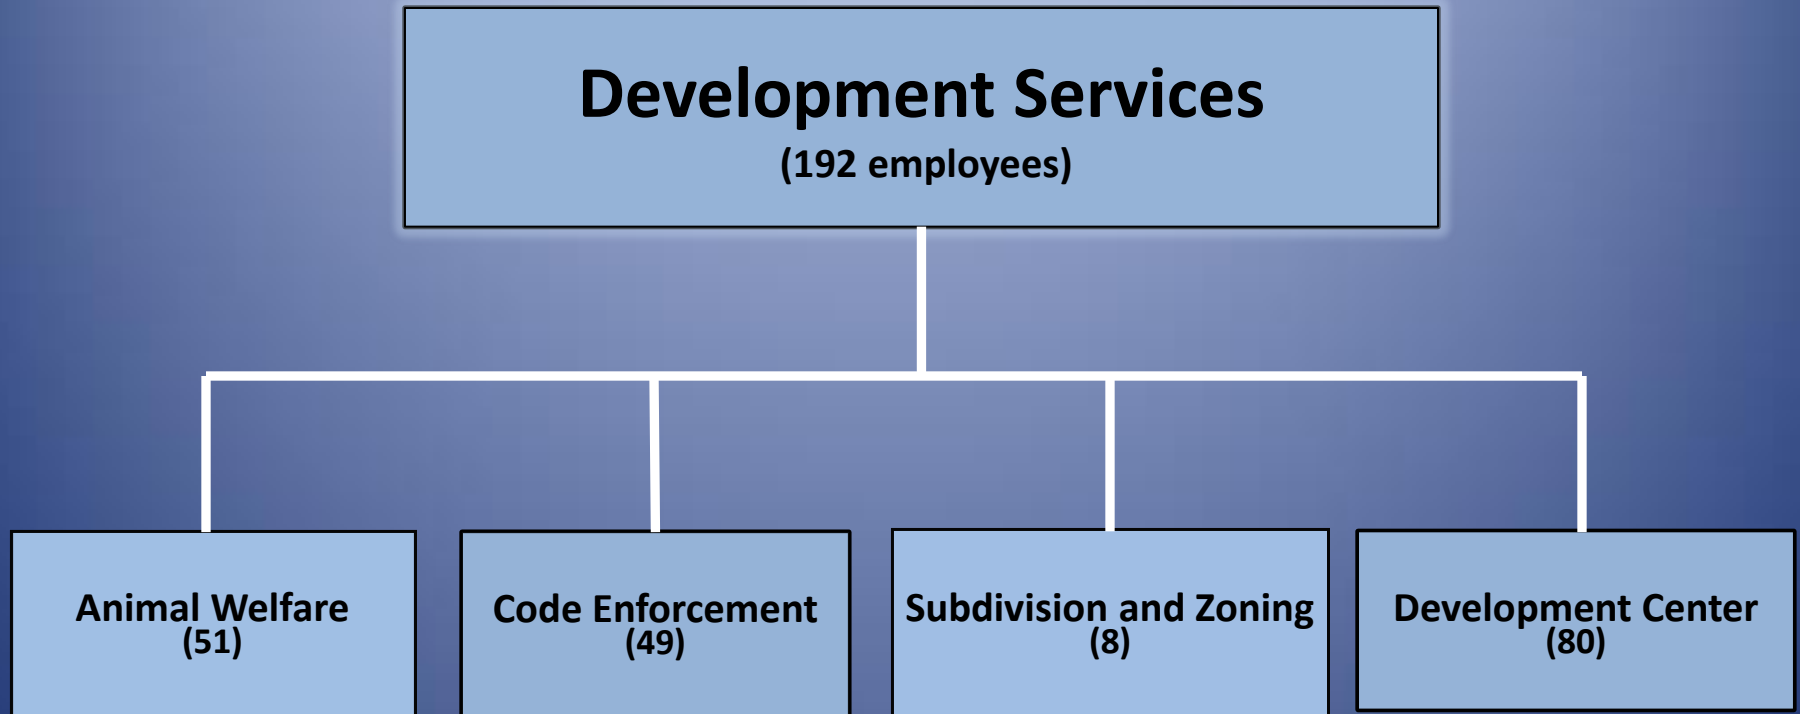 Development Services
(192 employees)
Animal Welfare
(51)
Code Enforcement
(49)
Subdivision and Zoning
(8)
Development Center
(80)